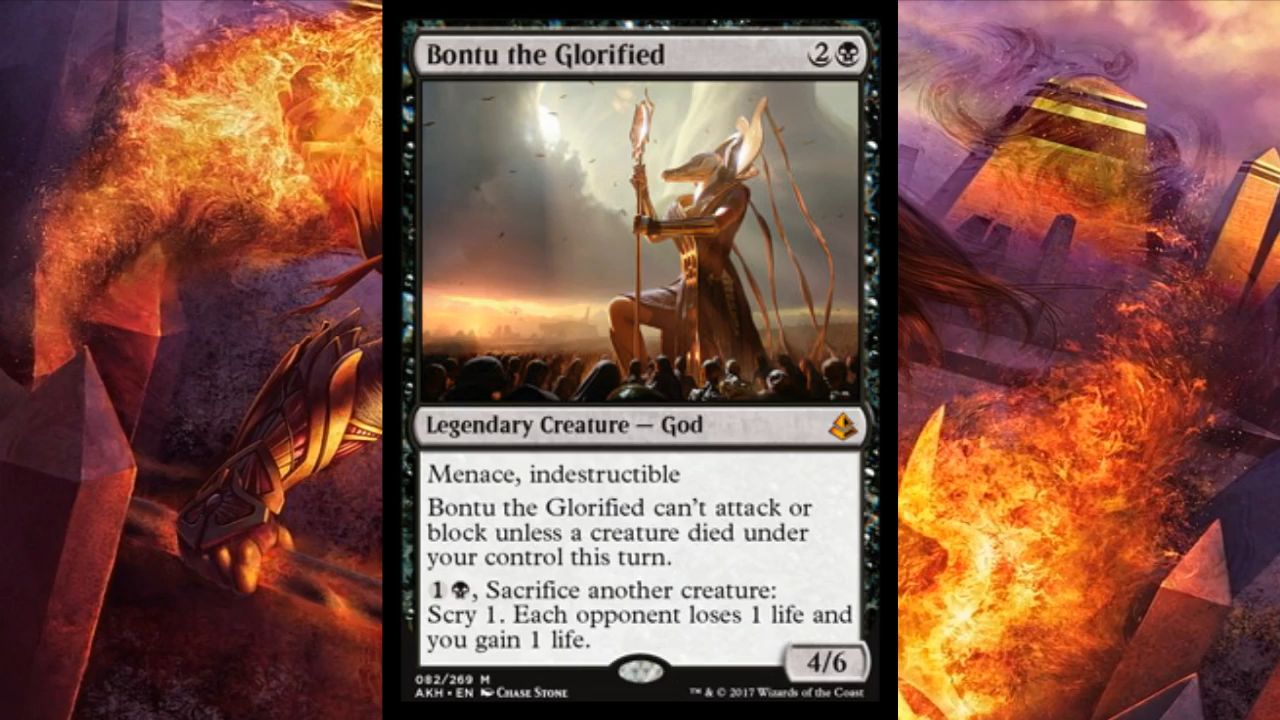 Bontu the Glorified 2
Legendary Creature — God
Menace, indestructible
Bontu the Glorified can't attack or
block unless a creature died under
your control this turn.
1 , Sacrifice another creature:
Scry 1. Each opponent loses 1 life and
you gain 1 life.
4/6
082/269 M
AKH • EN Chase Stone
™ & © 2017 Wizards of the Coast